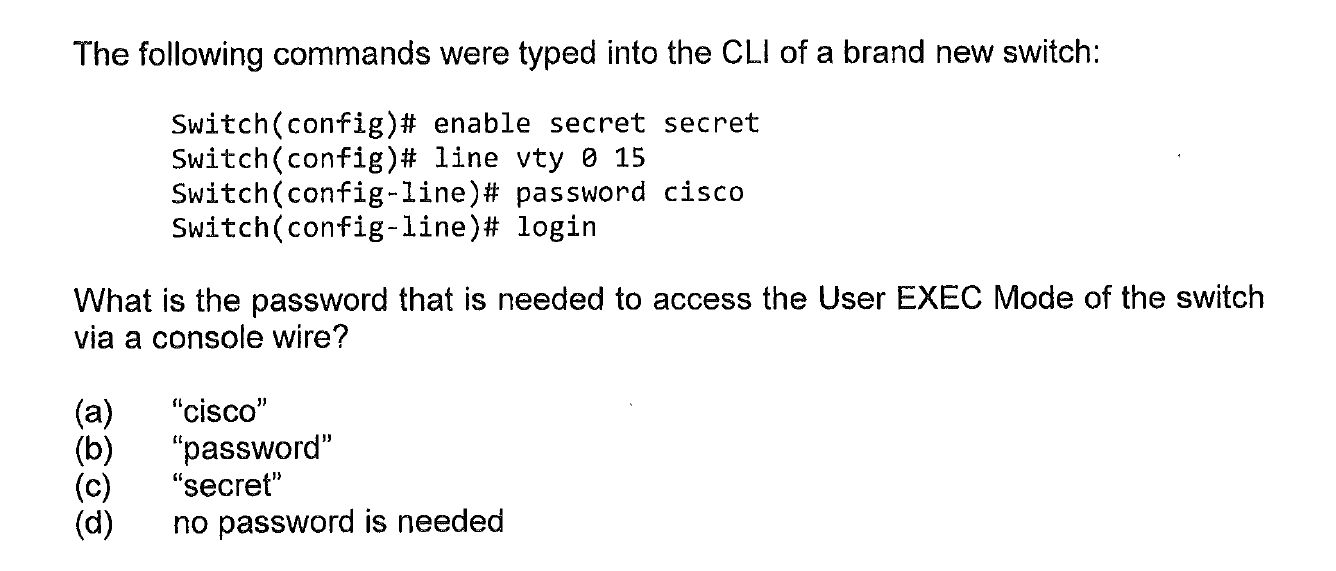 The following commands were typed into the CLI of a brand new switch:
Switch(config)# enable secret secret
Switch(config)# line vty 0 15
Switch(config-line)# password cisco
Switch(config-line)# login
What is the password that is needed to access the User EXEC Mode of the switch
via a console wire?
(a) “cisco”
(b) “password”
(c) “secret”
(d) no password is needed